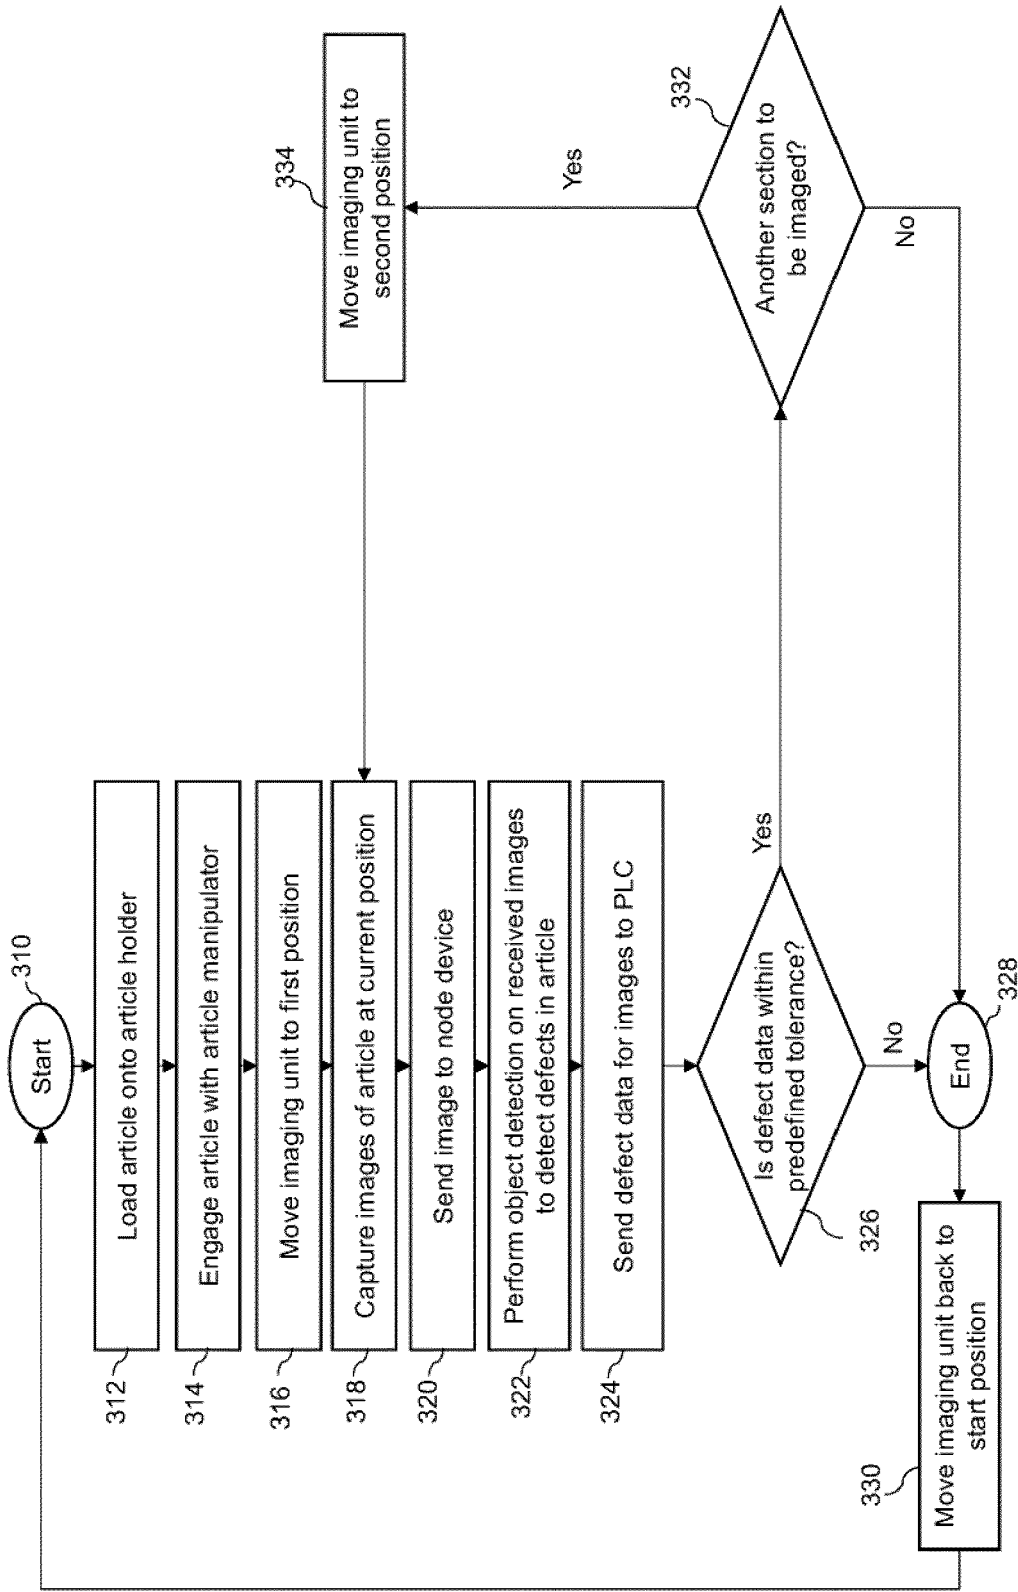 Start
310
312
Load article onto article holder
314
Engage article with article manipulator
316
Move imaging unit to first position
318
Capture images of article at current position
320
Send image to node device
322
Perform object detection on received images
to detect defects in article
324
Send defect data for images to PLC
326
Is defect data within
predefined tolerance?
Yes
No
332
Another section to
be imaged?
Yes
No
334
Move imaging unit to
second position
End
328
330
Move imaging unit back to
start position